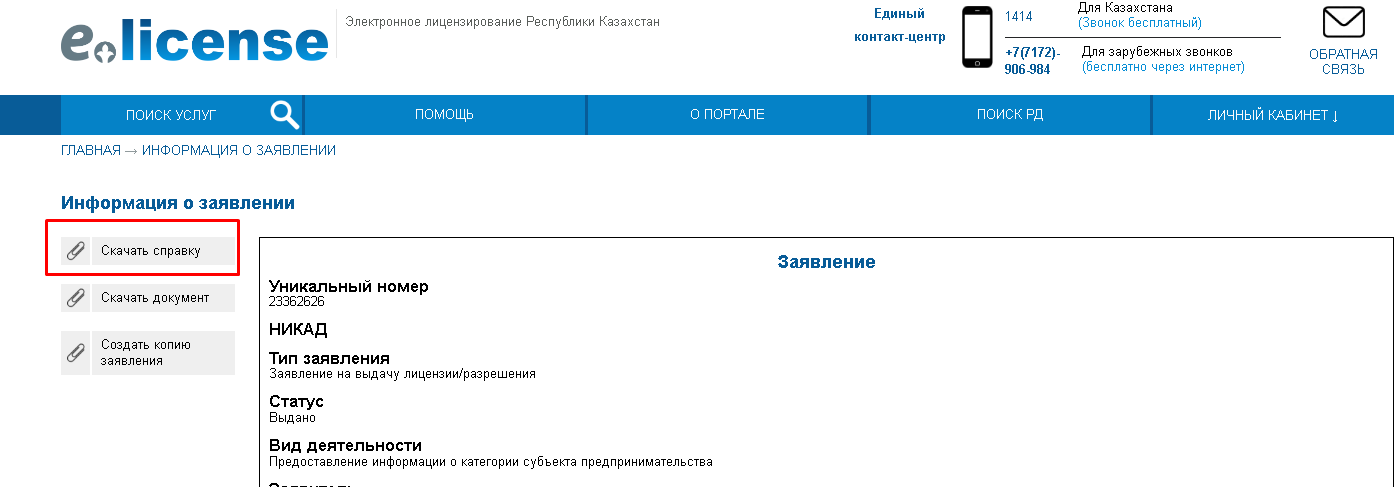 e.license
Электронное лицензирование Республики Казахстан
Единый
контакт-центр
1414
Для Казахстана
(Звонок бесплатный)
+7(7172)-
906-984
Для зарубежных звонков
(бесплатно через интернет)
ОБРАТНАЯ
СВЯЗЬ
ПОИСК УСЛУГ
ПОМОЩЬ
О ПОРТАЛЕ
ПОИСК РД
ЛИЧНЫЙ КАБИНЕТ ↓
ГЛАВНАЯ → ИНФОРМАЦИЯ О ЗАЯВЛЕНИИ
Информация о заявлении
Скачать справку
Скачать документ
Создать копию
заявления
Заявление
Уникальный номер
23362626
НИКАД
Тип заявления
Заявление на выдачу лицензии/разрешения
Статус
Выдано
Вид деятельности
Предоставление информации о категории субъекта предпринимательства